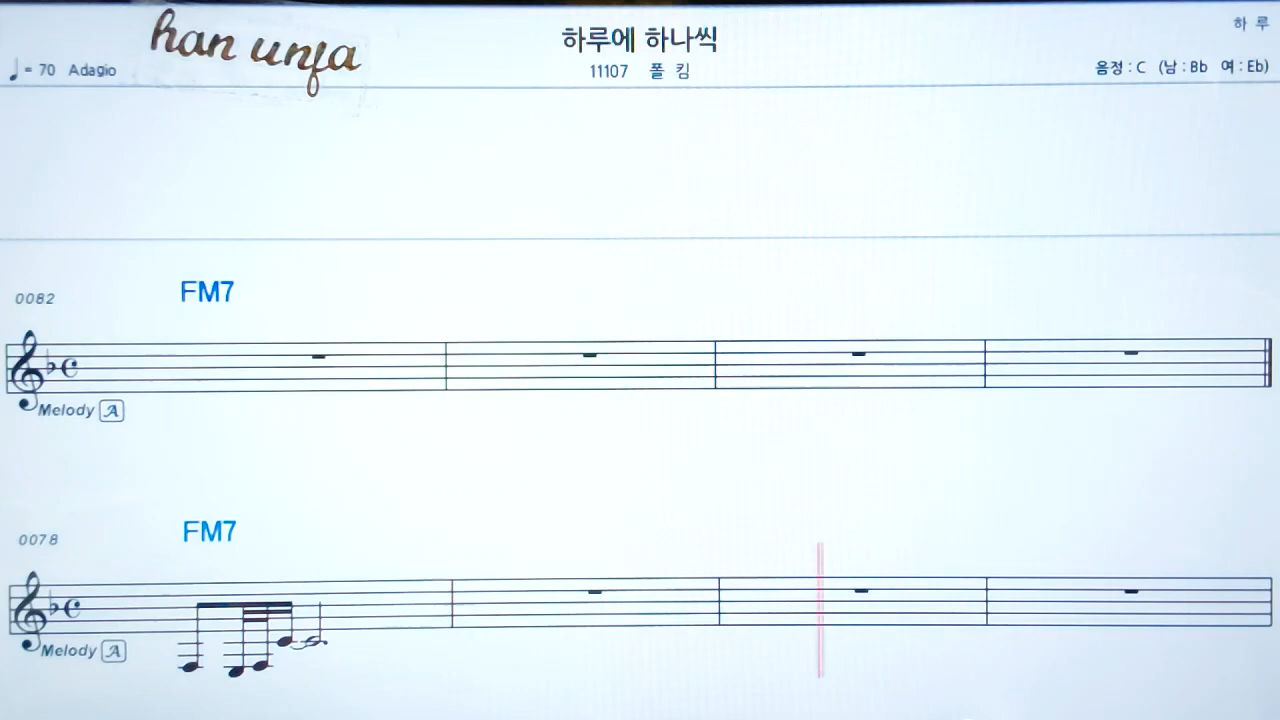 han unfa
하루에 하나씩
하 루
= 70 Adagio
11107 폴 킴
음정 : C (남 : Bb 여 : Eb)
0082
FM7
Melody A
0078
FM7
Melody A